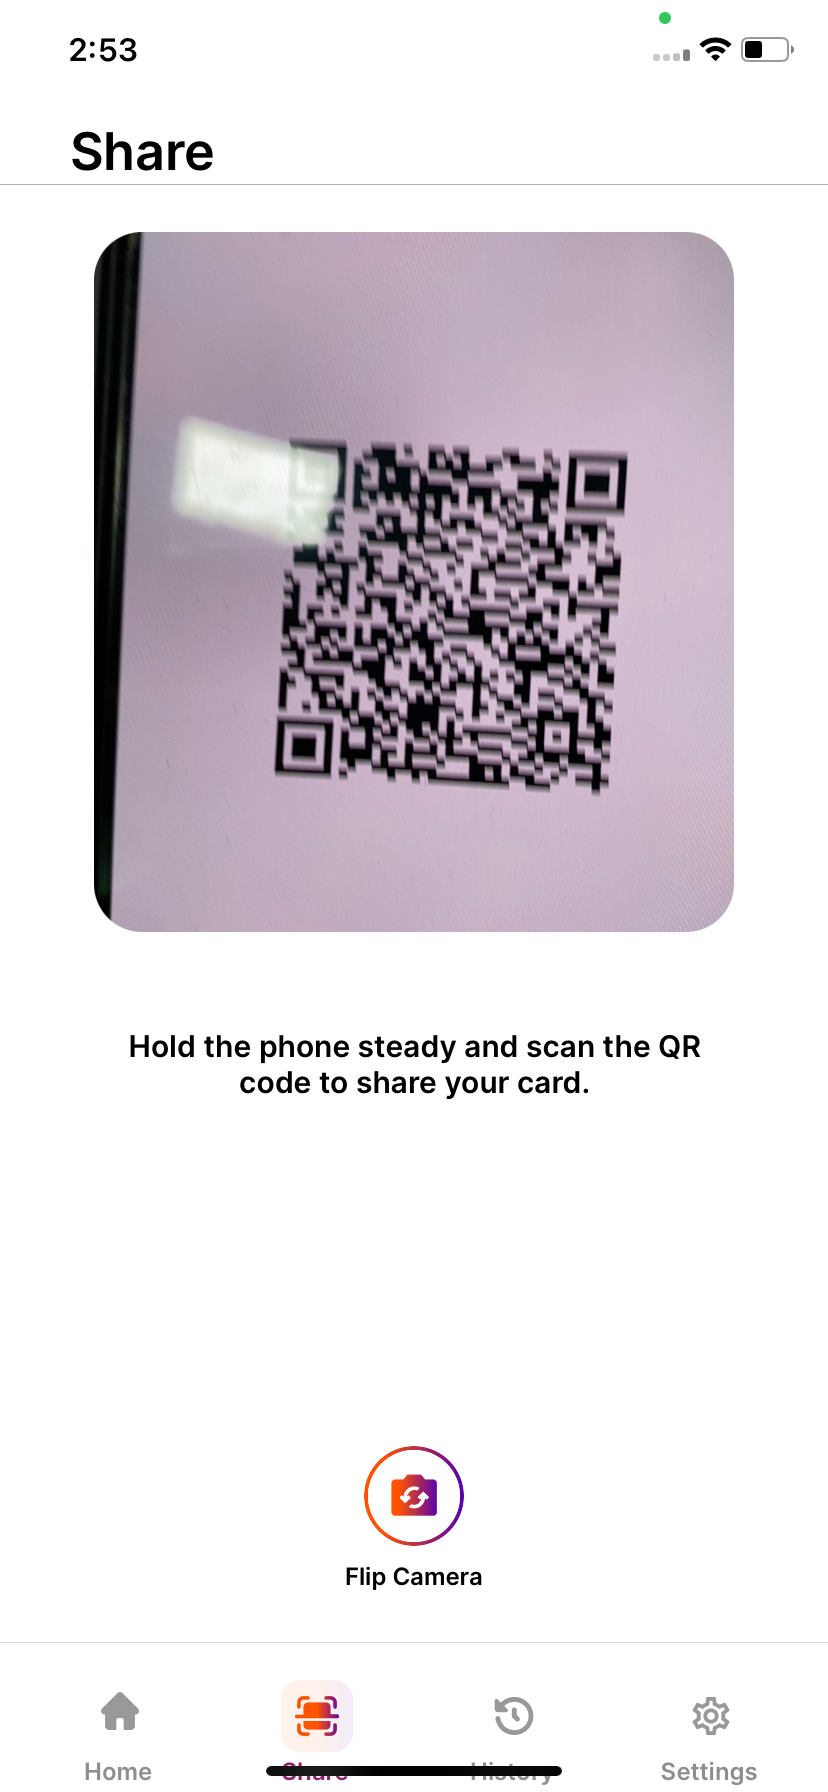 2:53
Share
Hold the phone steady and scan the QR
code to share your card.
Flip Camera
Home
Share
History
Settings